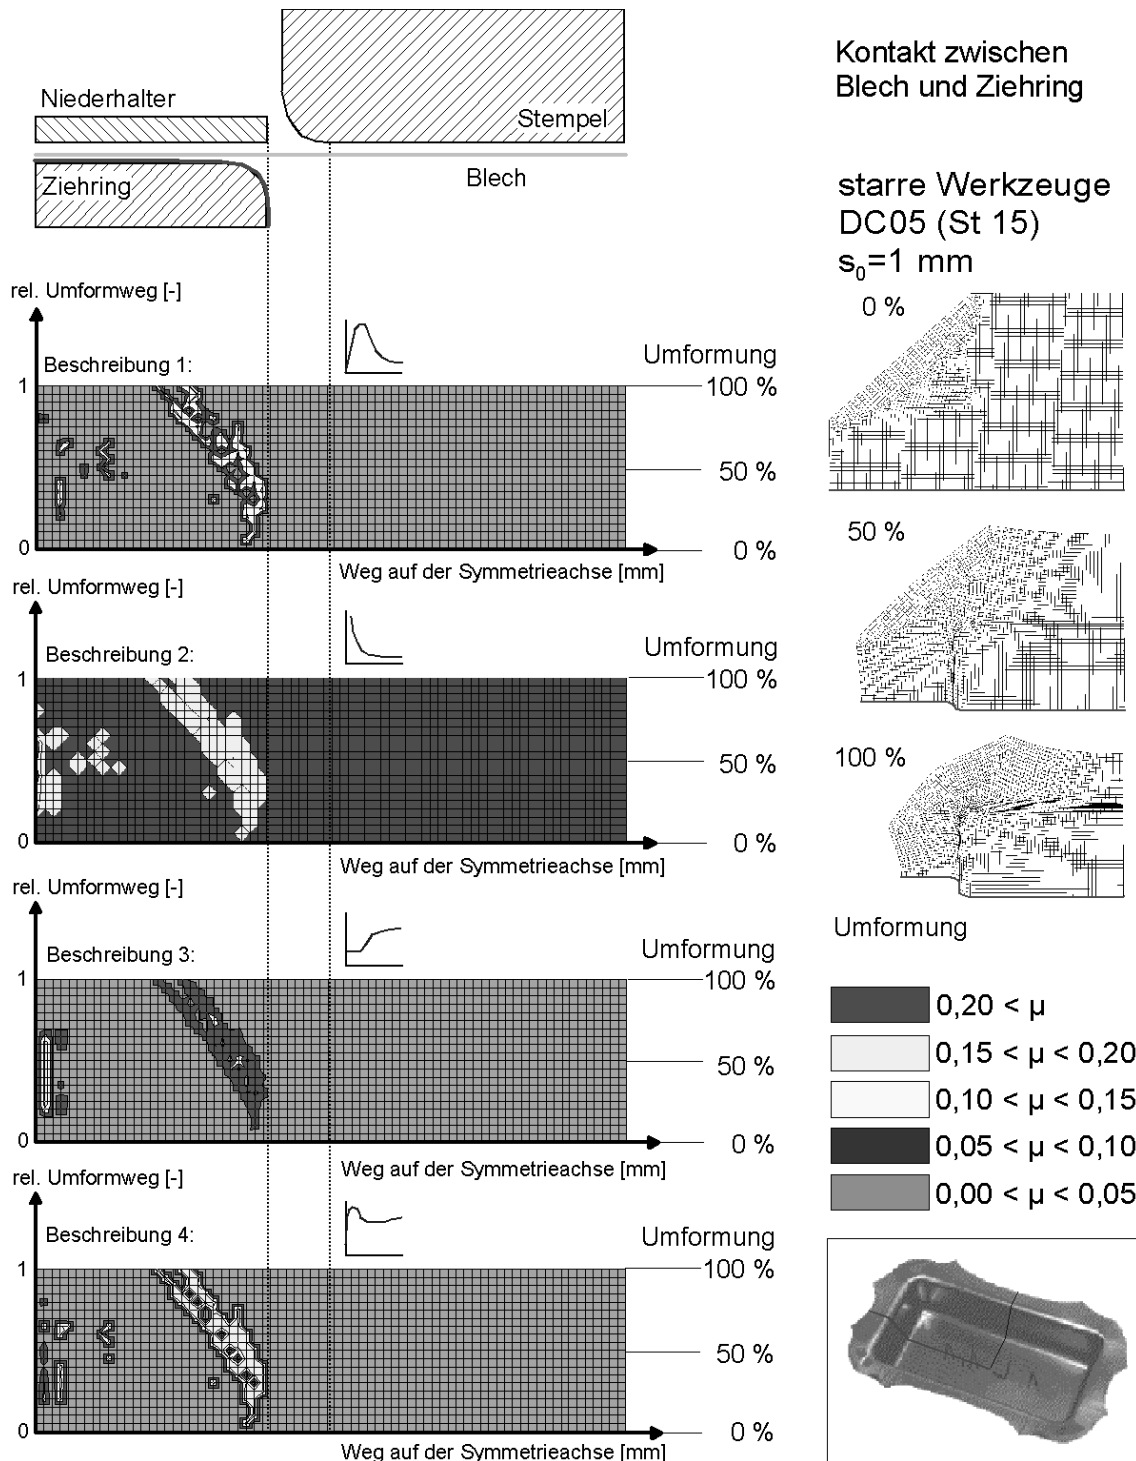 Niederhalter
Stempel
Ziehring
Blech
Kontakt zwischen
Blech und Ziehring
starre Werkzeuge
DC05 (St 15)
s₀=1 mm
rel. Umformweg [-]
Beschreibung 1:
Umformung
1
100 %
50 %
0
0 %
Weg auf der Symmetrieachse [mm]
rel. Umformweg [-]
Beschreibung 2:
Umformung
1
100 %
50 %
0
0 %
Weg auf der Symmetrieachse [mm]
rel. Umformweg [-]
Beschreibung 3:
Umformung
1
100 %
50 %
0
0 %
Weg auf der Symmetrieachse [mm]
rel. Umformweg [-]
Beschreibung 4:
Umformung
1
100 %
50 %
0
0 %
Weg auf der Symmetrieachse [mm]
0 %
50 %
100 %
Umformung
0,20 < µ
0,15 < µ < 0,20
0,10 < µ < 0,15
0,05 < µ < 0,10
0,00 < µ < 0,05